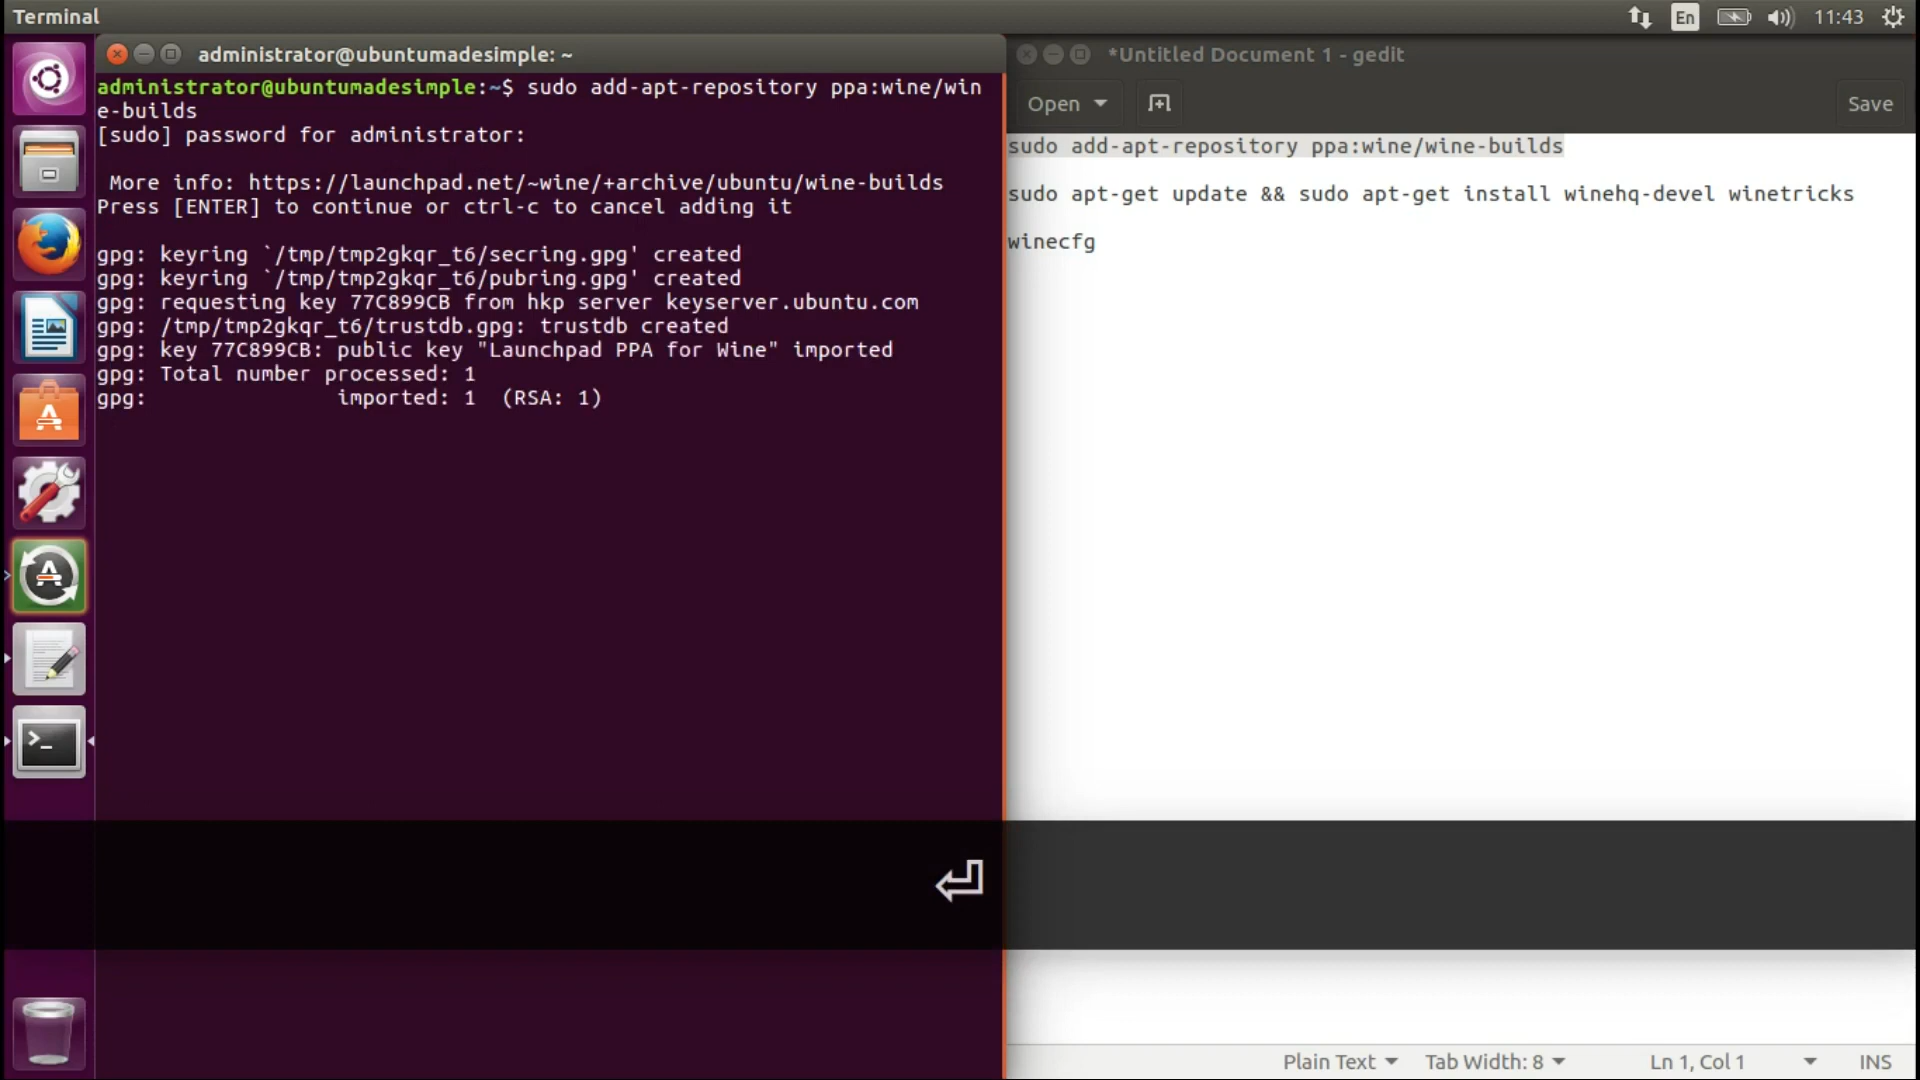 Terminal
En
11:43
administrator@ubuntumadesimple: ~
administrator@ubuntumadesimple:~$ sudo add-apt-repository ppa:wine/win
e-builds
[sudo] password for administrator:
More info: https://launchpad.net/~wine/+archive/ubuntu/wine-builds
Press [ENTER] to continue or ctrl-c to cancel adding it
gpg: keyring `/tmp/tmp2gkqr_t6/secring.gpg' created
gpg: keyring `/tmp/tmp2gkqr_t6/pubring.gpg' created
gpg: requesting key 77C899CB from hkp server keyserver.ubuntu.com
gpg: /tmp/tmp2gkqr_t6/trustdb.gpg: trustdb created
gpg: key 77C899CB: public key "Launchpad PPA for Wine" imported
gpg: Total number processed: 1
gpg:               imported: 1  (RSA: 1)
*Untitled Document 1 - gedit
Open
Save
sudo add-apt-repository ppa:wine/wine-builds
sudo apt-get update && sudo apt-get install winehq-devel winetricks
winecfg
Plain Text
Tab Width: 8
Ln 1, Col 1
INS